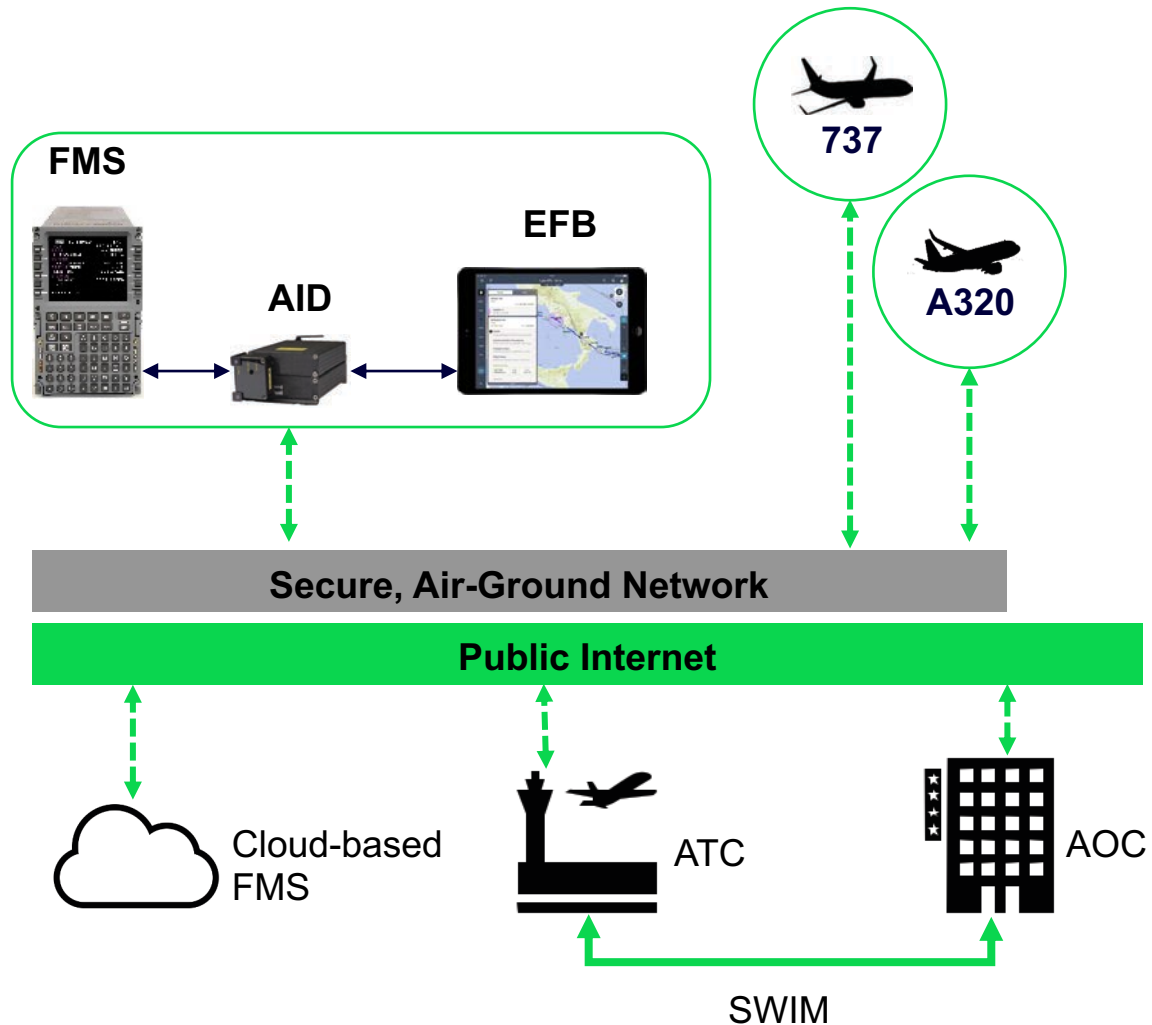 737
FMS
EFB
A320
AID
Secure, Air-Ground Network
Public Internet
Cloud-based
FMS
ATC
AOC
SWIM